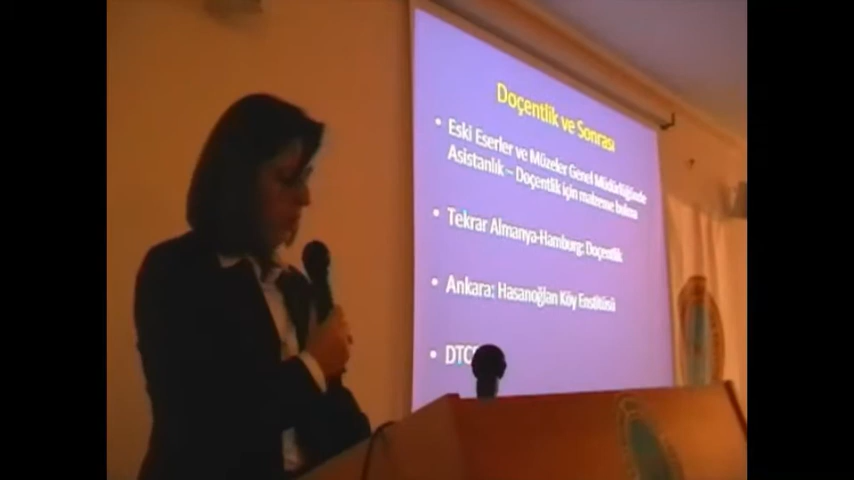 Doçentlik ve Sonrası
• Eski Eserler ve Müzeler Genel Müdürlüğünde
Asistanlık – Doçentlik için malzeme bulma
• Tekrar Almanya-Hamburg: Doçentlik
• Ankara: Hasanoğlan Köy Enstitüsü
• DTC